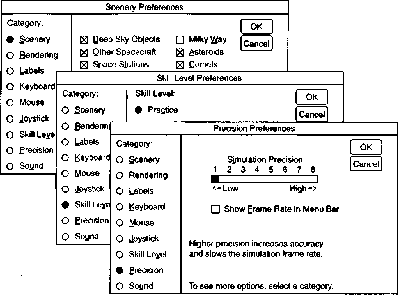 Scenery Preferences
Category:
Scenery
Rendering
Labels
Keyboard
Mouse
Joystick
Skill Level
Precision
Sound
Deep Sky Objects
Milky Way
Other Spacecraft
Asteroids
Space Stations
Comets
OK
Cancel
Skill Level Preferences
Category:
Scenery
Rendering
Labels
Keyboard
Mouse
Joystick
Skill Level
Precision
Sound
Skill Level:
Practice
OK
Cancel
Precision Preferences
Category:
Scenery
Rendering
Labels
Keyboard
Mouse
Joystick
Skill Level
Precision
Sound
Simulation Precision
1 2 3 4 5 6 7 8
<= Low High =>
Show Frame Rate in Menu Bar
Higher precision increases accuracy
and slows the simulation frame rate.
To see more options, select a category.
OK
Cancel